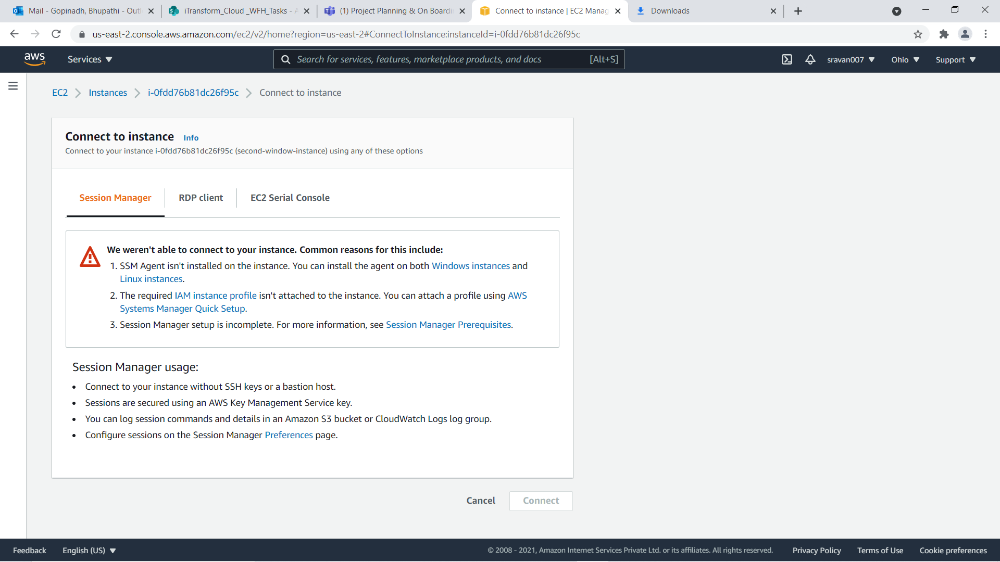 Mail - Gopinadh, Bhupathi - Outl
iTransform_Cloud _WFH_Tasks - A
(1) Project Planning & On Boardi
Connect to instance | EC2 Manag
Downloads
us-east-2.console.aws.amazon.com/ec2/v2/home?region=us-east-2#ConnectToInstance:instanceId=i-0fdd76b81dc26f95c
aws
Services
Search for services, features, marketplace products, and docs
[Alt+S]
sravan007
Ohio
Support
EC2
Instances
i-0fdd76b81dc26f95c
Connect to instance
Connect to instance Info
Connect to your instance i-0fdd76b81dc26f95c (second-window-instance) using any of these options
Session Manager
RDP client
EC2 Serial Console
We weren't able to connect to your instance. Common reasons for this include:
1. SSM Agent isn't installed on the instance. You can install the agent on both Windows instances and
Linux instances.
2. The required IAM instance profile isn't attached to the instance. You can attach a profile using AWS
Systems Manager Quick Setup.
3. Session Manager setup is incomplete. For more information, see Session Manager Prerequisites.
Session Manager usage:
• Connect to your instance without SSH keys or a bastion host.
• Sessions are secured using an AWS Key Management Service key.
• You can log session commands and details in an Amazon S3 bucket or CloudWatch Logs log group.
• Configure sessions on the Session Manager Preferences page.
Cancel
Connect
Feedback
English (US)
© 2008 - 2021, Amazon Internet Services Private Ltd. or its affiliates. All rights reserved.
Privacy Policy
Terms of Use
Cookie preferences